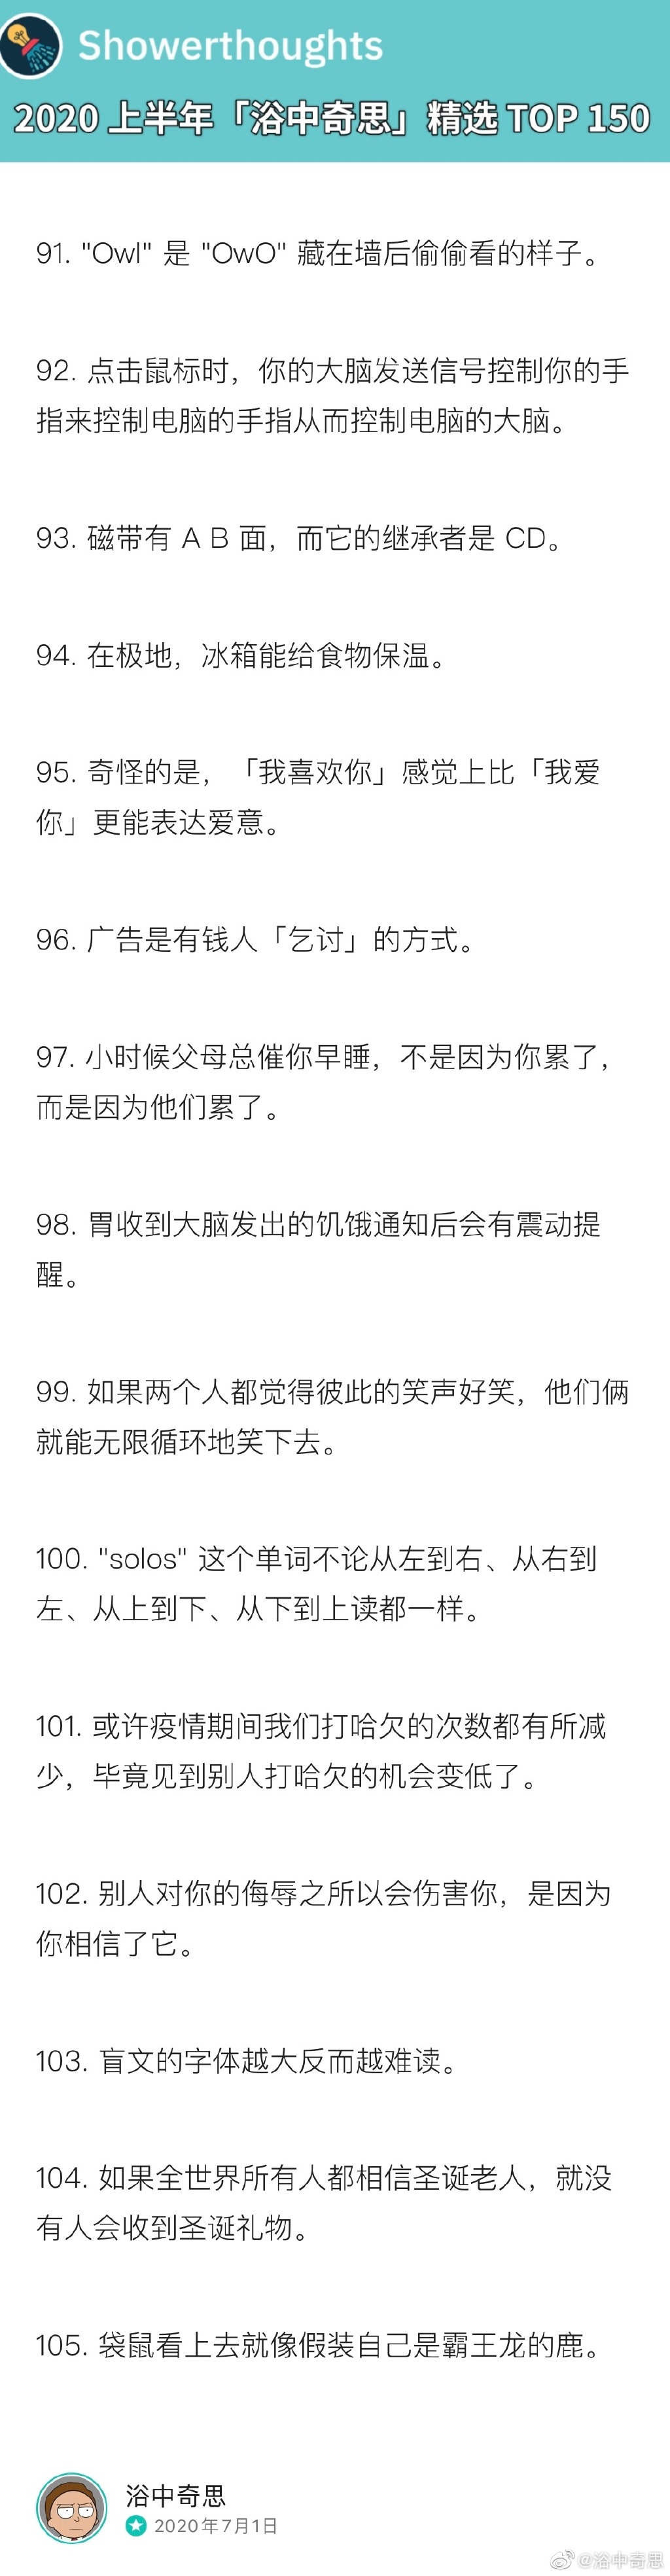 Showerthoughts
2020 上半年「浴中奇思」精选 TOP 150
91. "Owl" 是 "OwO" 藏在墙后偷偷看的样子。
92. 点击鼠标时，你的大脑发送信号控制你的手
指来控制电脑的手指从而控制电脑的大脑。
93. 磁带有 A B 面，而它的继承者是 CD。
94. 在极地，冰箱能给食物保温。
95. 奇怪的是，「我喜欢你」感觉上比「我爱
你」更能表达爱意。
96. 广告是有钱人「乞讨」的方式。
97. 小时候父母总催你早睡，不是因为你累了，
而是因为他们累了。
98. 胃收到大脑发出的饥饿通知后会有震动提
醒。
99. 如果两个人都觉得彼此的笑声好笑，他们俩
就能无限循环地笑下去。
100. "solos" 这个单词不论从左到右、从右到
左、从上到下、从下到上读都一样。
101. 或许疫情期间我们打哈欠的次数都有所减
少，毕竟见到别人打哈欠的机会变低了。
102. 别人对你的侮辱之所以会伤害你，是因为
你相信了它。
103. 盲文的字体越大反而越难读。
104. 如果全世界所有人都相信圣诞老人，就没
有人会收到圣诞礼物。
105. 袋鼠看上去就像假装自己是霸王龙的鹿。
浴中奇思
2020年7月1日
@浴中奇思